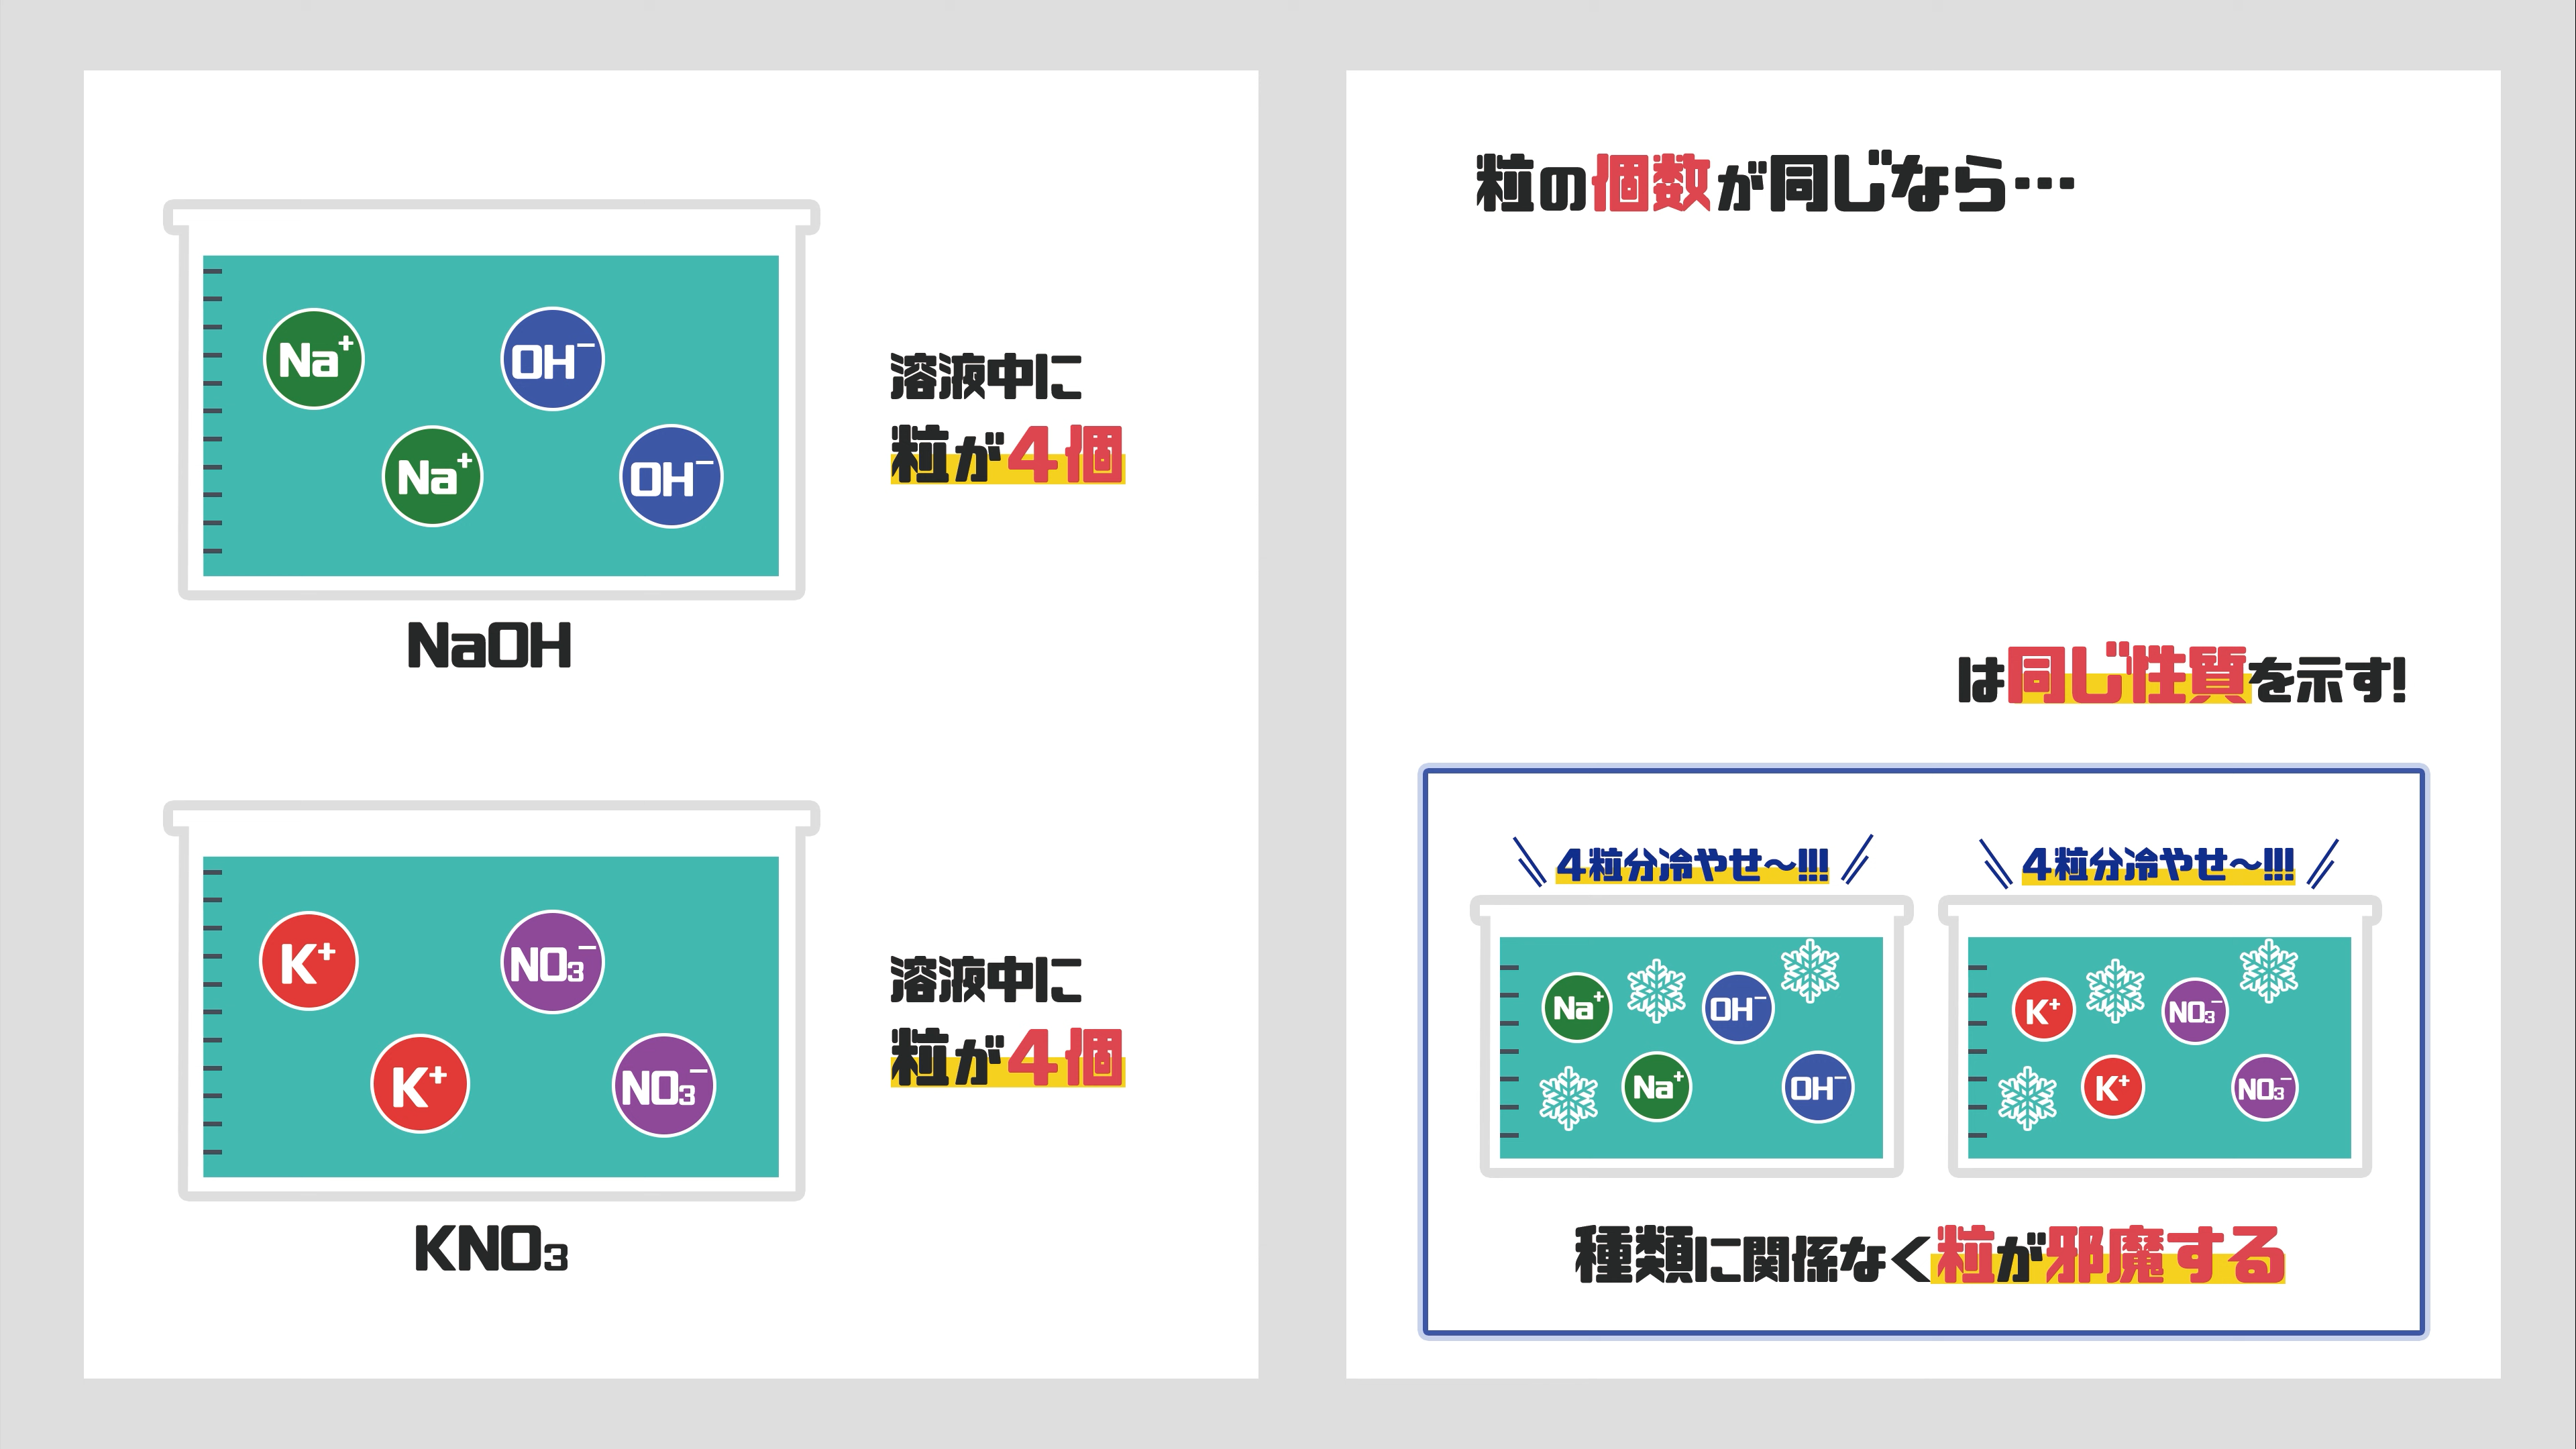 Na⁺
OH⁻
Na⁺
OH⁻
NaOH
溶液中に
粒が4個
K⁺
NO₃⁻
K⁺
NO₃⁻
KNO₃
溶液中に
粒が4個
粒の個数が同じなら…
は同じ性質を示す!
4粒分冷やせ〜!!!
Na⁺
OH⁻
Na⁺
OH⁻
4粒分冷やせ〜!!!
K⁺
NO₃⁻
K⁺
NO₃⁻
種類に関係なく粒が邪魔する